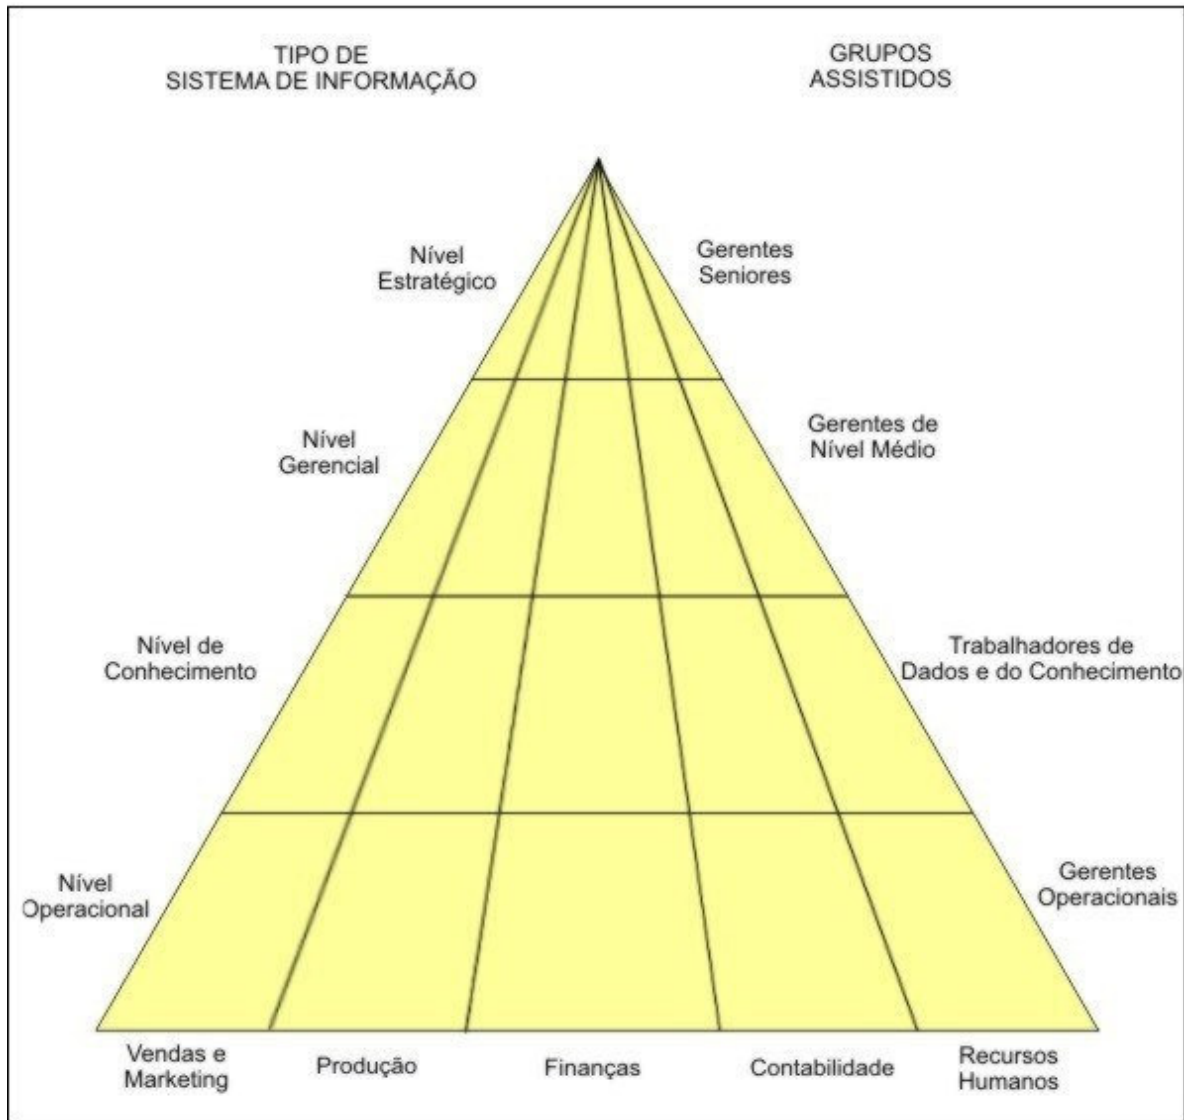 TIPO DE
SISTEMA DE INFORMAÇÃO
GRUPOS
ASSISTIDOS
Nível
Estratégico
Gerentes
Seniores
Nível
Gerencial
Gerentes de
Nível Médio
Nível de
Conhecimento
Trabalhadores de
Dados e do Conhecimento
Nível
Operacional
Gerentes
Operacionais
Vendas e
Marketing
Produção
Finanças
Contabilidade
Recursos
Humanos